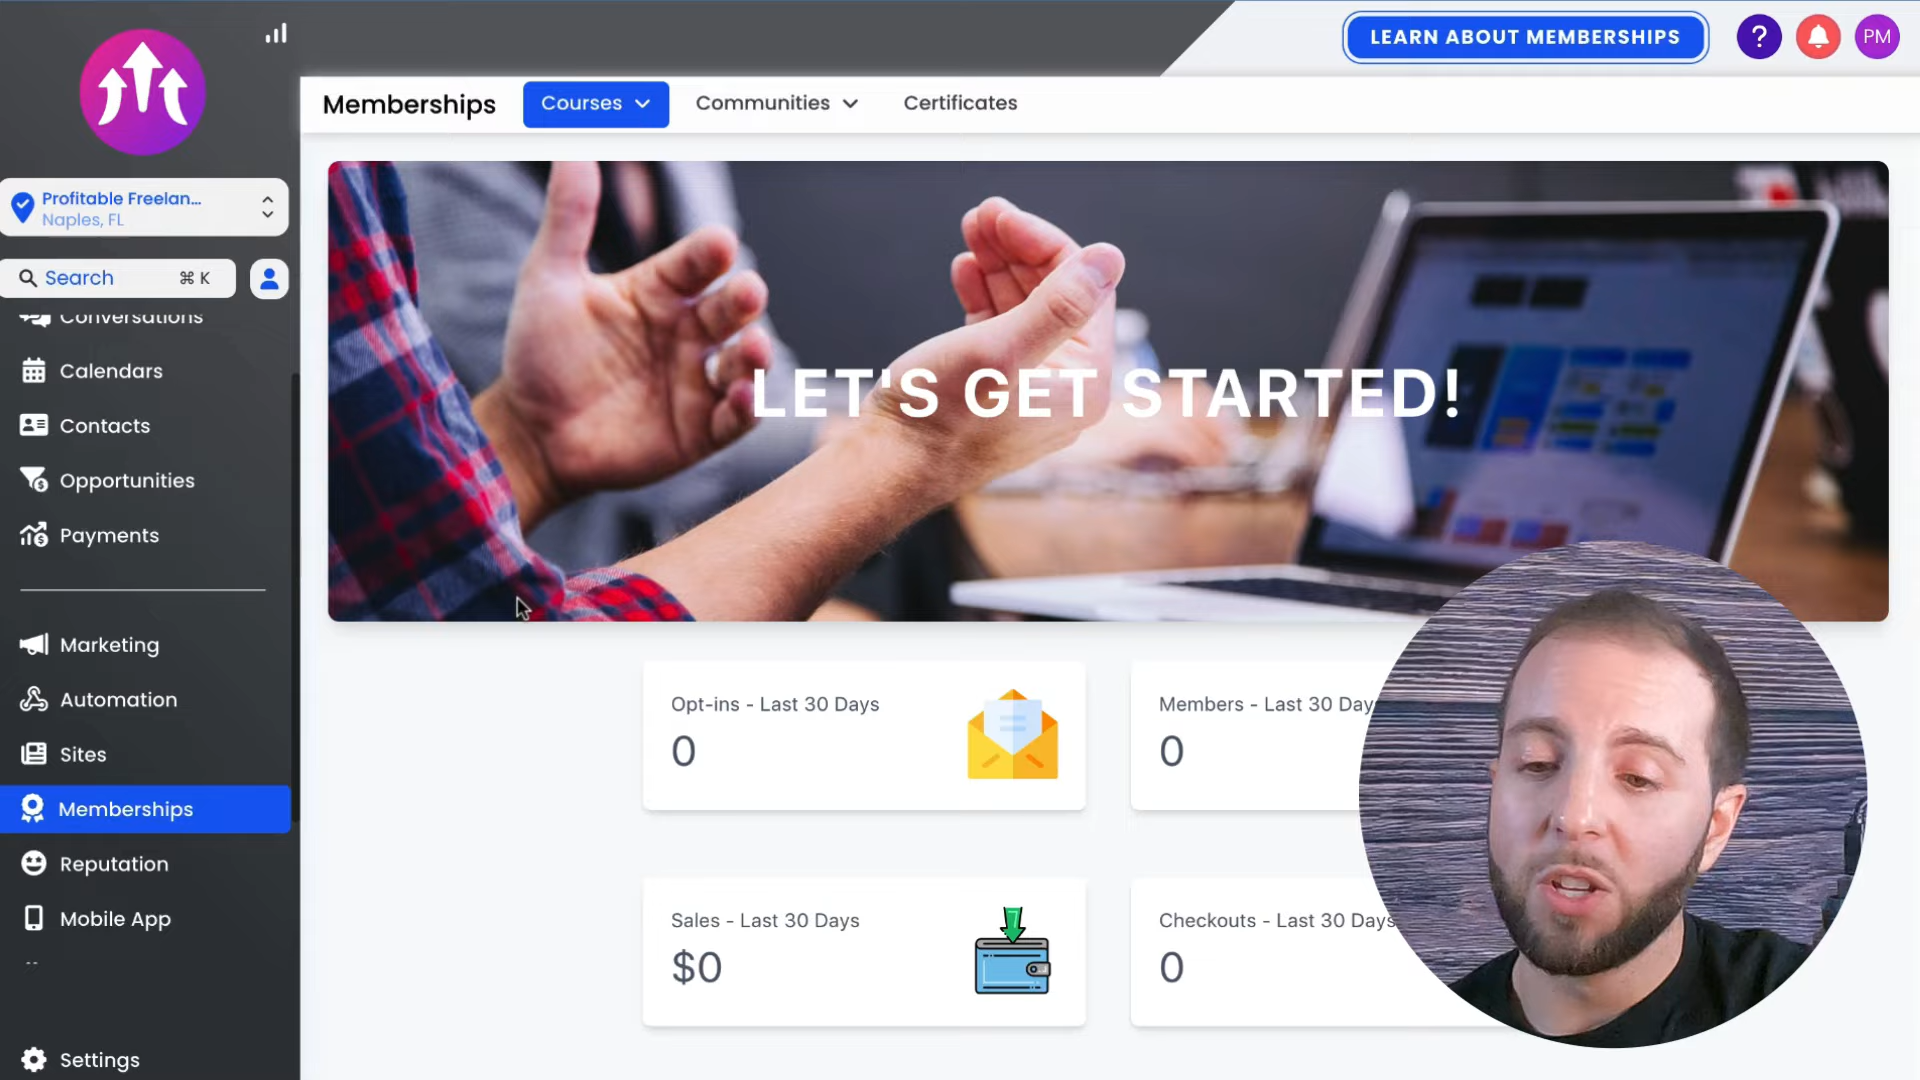 LEARN ABOUT MEMBERSHIPS
?
PM
Memberships
Courses
Communities
Certificates
Profitable Freelan...
Naples, FL
Search
⌘ K
Conversations
Calendars
Contacts
Opportunities
Payments
Marketing
Automation
Sites
Memberships
Reputation
Mobile App
Settings
LET'S GET STARTED!
Opt-ins - Last 30 Days
0
Members - Last 30 Day
0
Sales - Last 30 Days
$0
Checkouts - Last 30 Days
0